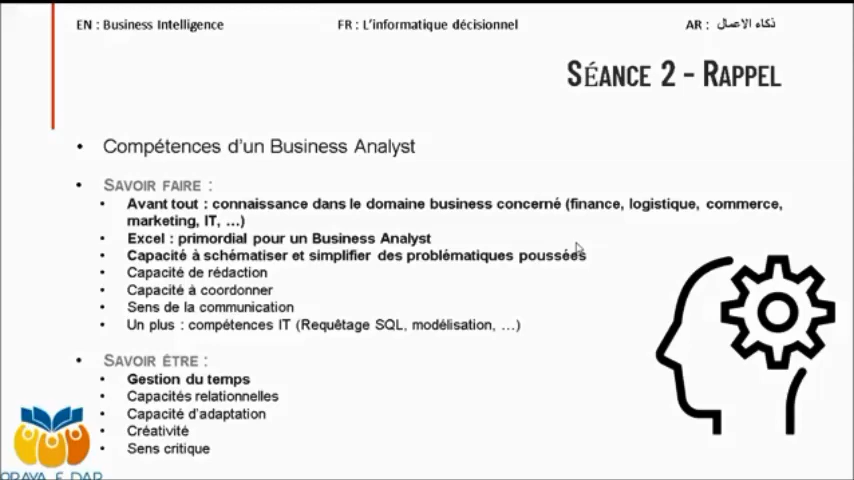 EN : Business Intelligence
FR : L'informatique décisionnel
AR : ذكاء الاعمال
SÉANCE 2 - RAPPEL
• Compétences d'un Business Analyst
• SAVOIR FAIRE :
• Avant tout : connaissance dans le domaine business concerné (finance, logistique, commerce,
marketing, IT, …)
• Excel : primordial pour un Business Analyst
• Capacité à schématiser et simplifier des problématiques poussées
• Capacité de rédaction
• Capacité à coordonner
• Sens de la communication
• Un plus : compétences IT (Requêtage SQL, modélisation, …)
• SAVOIR ÊTRE :
• Gestion du temps
• Capacités relationnelles
• Capacité d'adaptation
• Créativité
• Sens critique